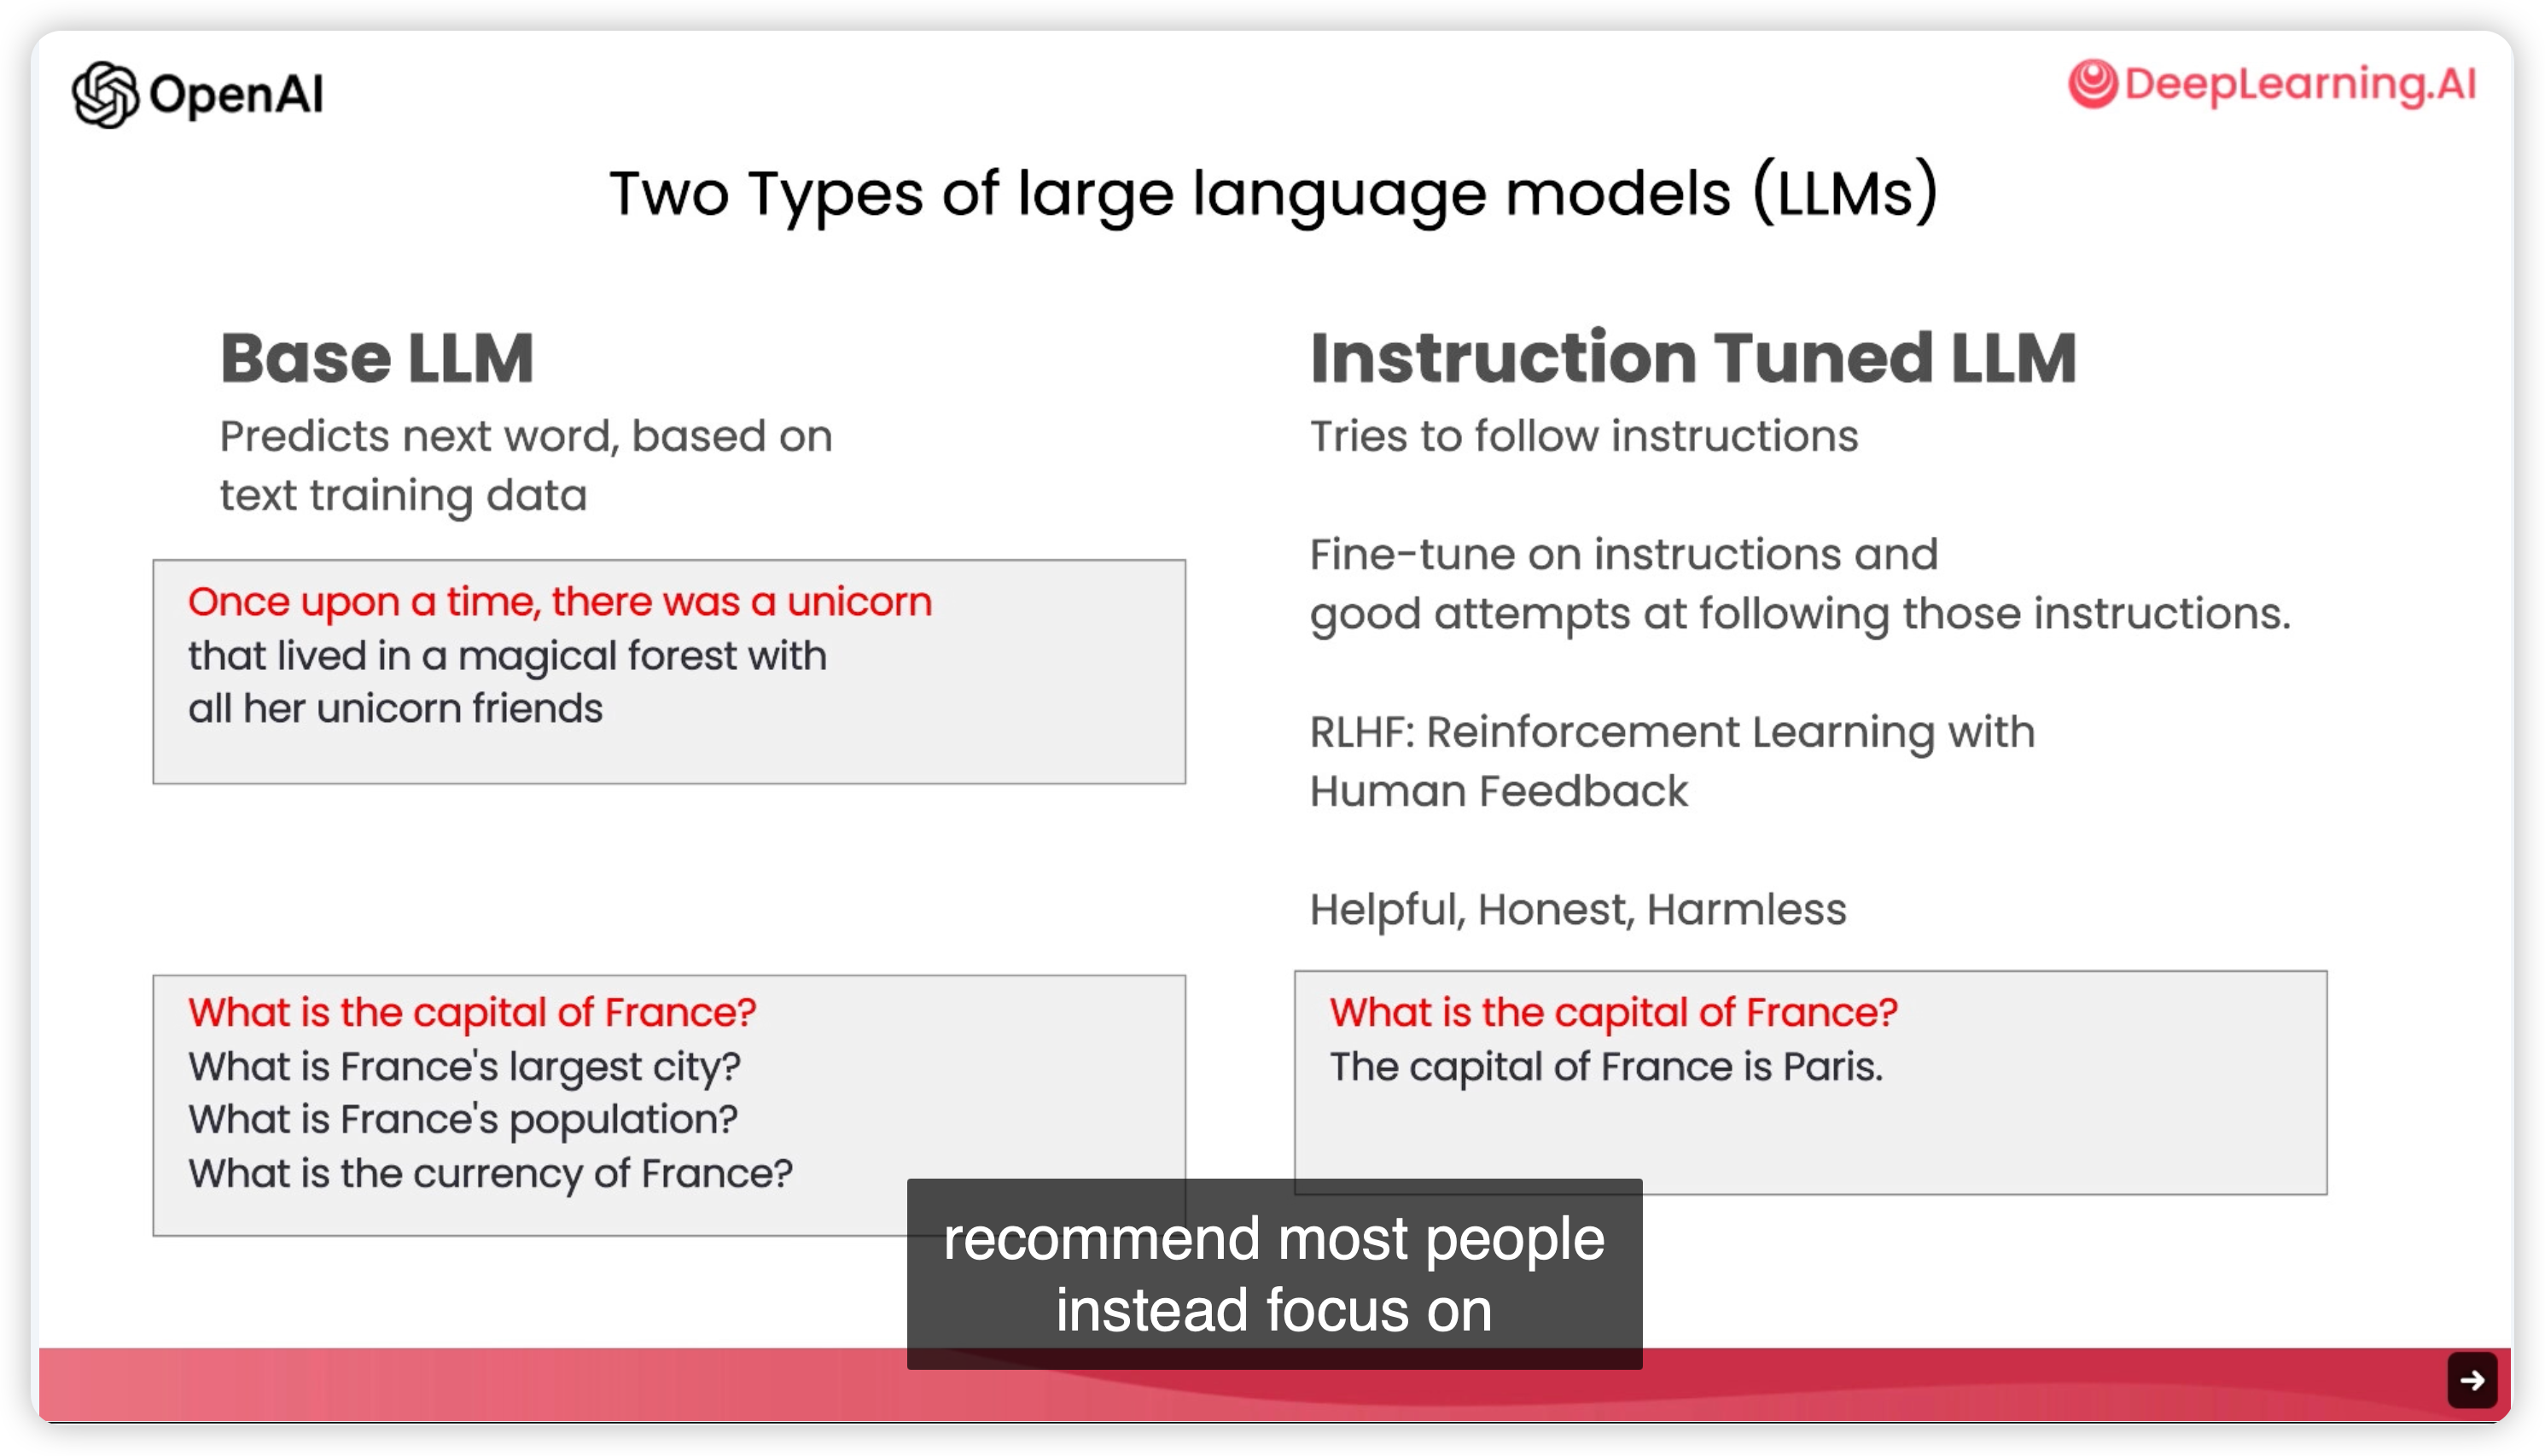 OpenAI
DeepLearning.AI
Two Types of large language models (LLMs)
Base LLM
Predicts next word, based on
text training data
Once upon a time, there was a unicorn
that lived in a magical forest with
all her unicorn friends
What is the capital of France?
What is France's largest city?
What is France's population?
What is the currency of France?
Instruction Tuned LLM
Tries to follow instructions
Fine-tune on instructions and
good attempts at following those instructions.
RLHF: Reinforcement Learning with
Human Feedback
Helpful, Honest, Harmless
What is the capital of France?
The capital of France is Paris.
recommend most people
instead focus on